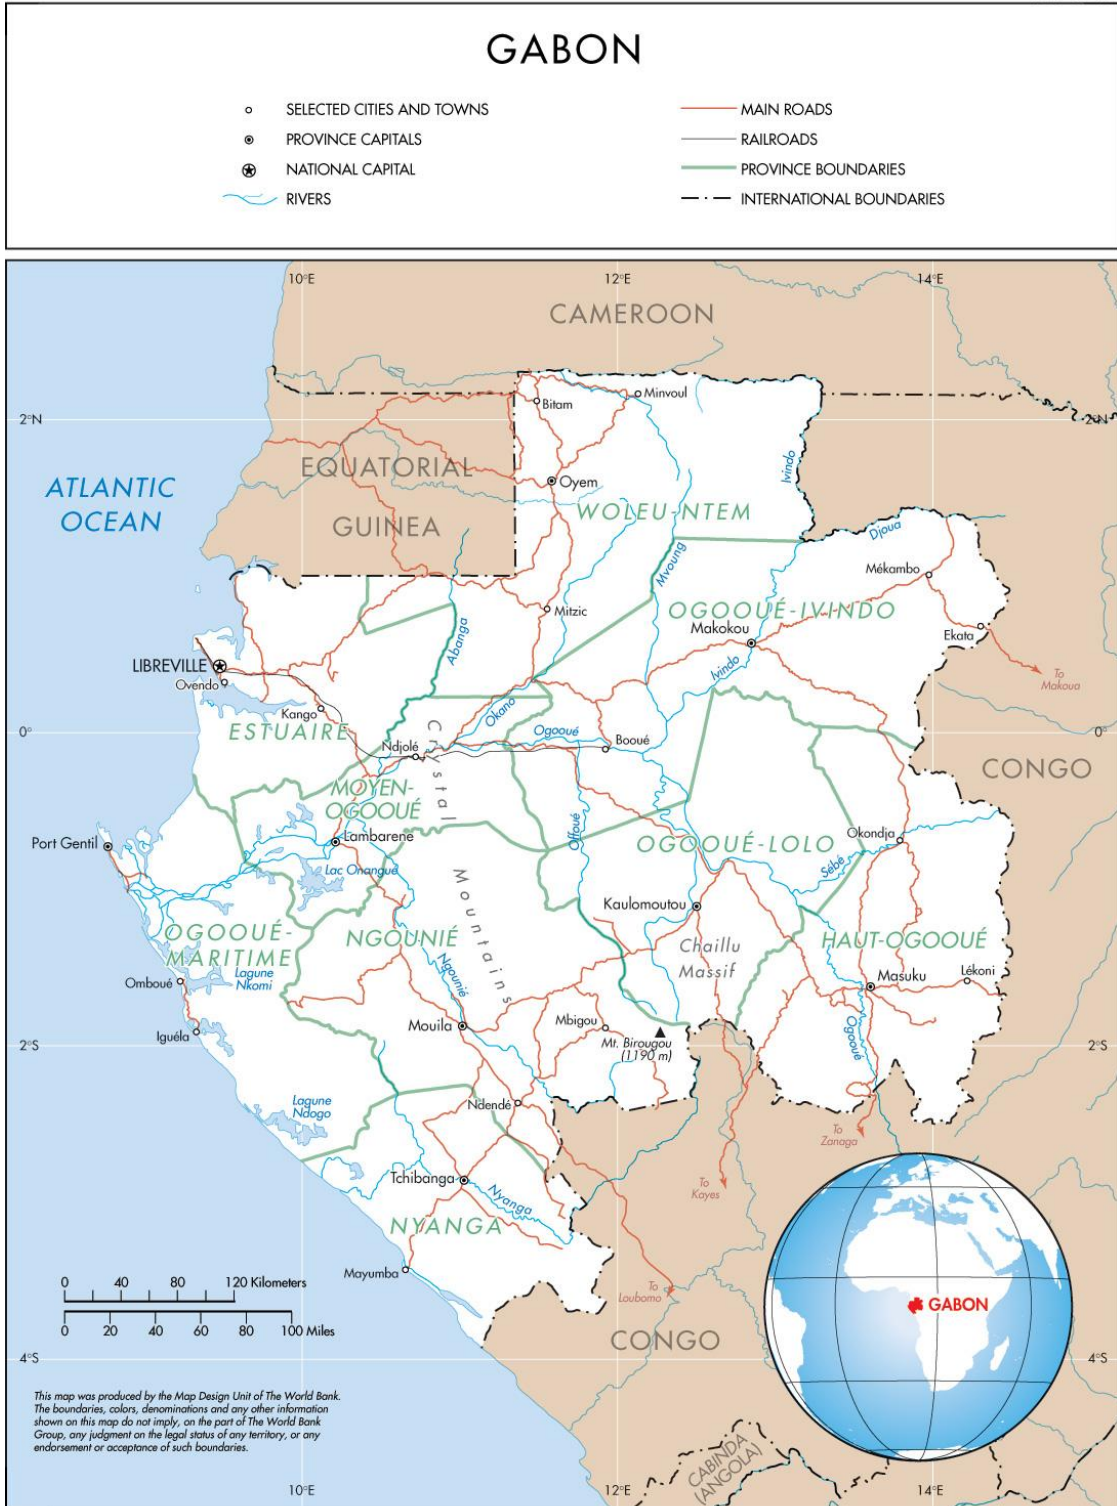 GABON
SELECTED CITIES AND TOWNS
PROVINCE CAPITALS
NATIONAL CAPITAL
RIVERS
MAIN ROADS
RAILROADS
PROVINCE BOUNDARIES
INTERNATIONAL BOUNDARIES
10°E
12°E
14°E
CAMEROON
2°N
2°N
Minvoul
Bitam
EQUATORIAL
GUINEA
Oyem
Ivindo
ATLANTIC
OCEAN
WOLEU-NTEM
Djoua
Mvoung
Mékambo
OGOOUÉ-IVINDO
Mitzic
Makokou
Ekata
Abanga
LIBREVILLE
Ovendo
Ivindo
To
Makoua
Kango
Okano
ESTUAIRE
0°
0°
Ogooué
Booué
Ndjolé
Crystal
CONGO
MOYEN-
OGOOUÉ
Port Gentil
Lambarene
Offoué
OGOOUÉ-LOLO
Okondja
Lac Onangué
Sébé
Mountains
Kaulomoutou
OGOOUÉ-
MARITIME
NGOUNIÉ
Chaillu
Massif
HAUT-OGOOUÉ
Lagune
Nkomi
Ngounié
Omboué
Masuku
Lékoni
Iguéla
Mouila
Mbigou
Mt. Birougou
(1190 m)
Ogooué
2°S
2°S
Lagune
Ndogo
Ndendé
To
Zanaga
Tchibanga
Nyanga
To
Kayes
NYANGA
Mayumba
To
Loubomo
0 40 80 120 Kilometers
0 20 40 60 80 100 Miles
CONGO
GABON
4°S
4°S
This map was produced by the Map Design Unit of The World Bank.
The boundaries, colors, denominations and any other information
shown on this map do not imply, on the part of The World Bank
Group, any judgment on the legal status of any territory, or any
endorsement or acceptance of such boundaries.
CABINDA
(ANGOLA)
10°E
12°E
14°E